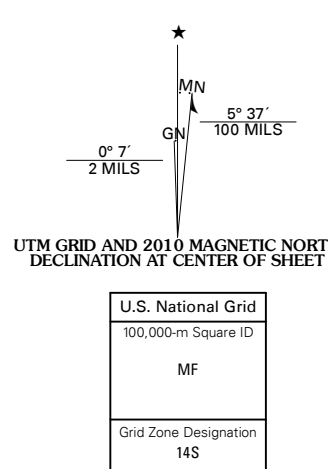 ★
MN
GN
5° 37´
100 MILS
0° 7´
2 MILS
UTM GRID AND 2010 MAGNETIC NORT
DECLINATION AT CENTER OF SHEET
U.S. National Grid
100,000-m Square ID
MF
Grid Zone Designation
14S